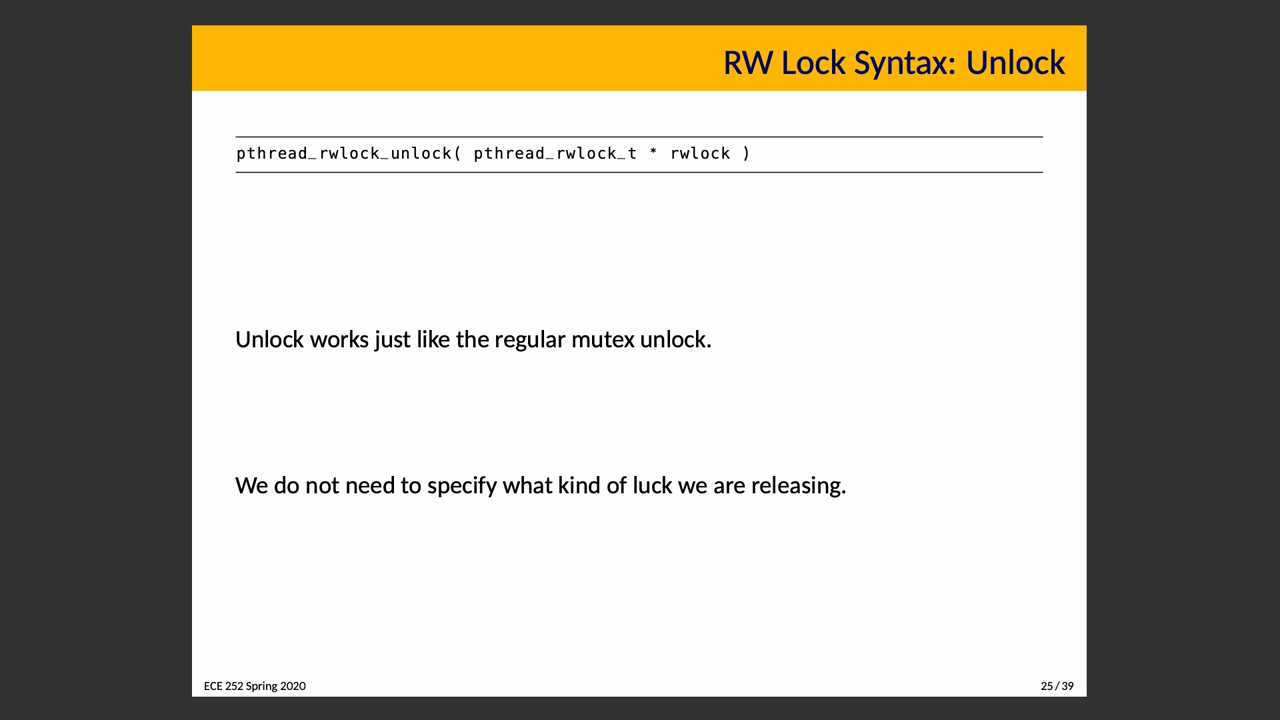 RW Lock Syntax: Unlock
pthread_rwlock_unlock( pthread_rwlock_t * rwlock )
Unlock works just like the regular mutex unlock.
We do not need to specify what kind of luck we are releasing.
ECE 252 Spring 2020
25 / 39